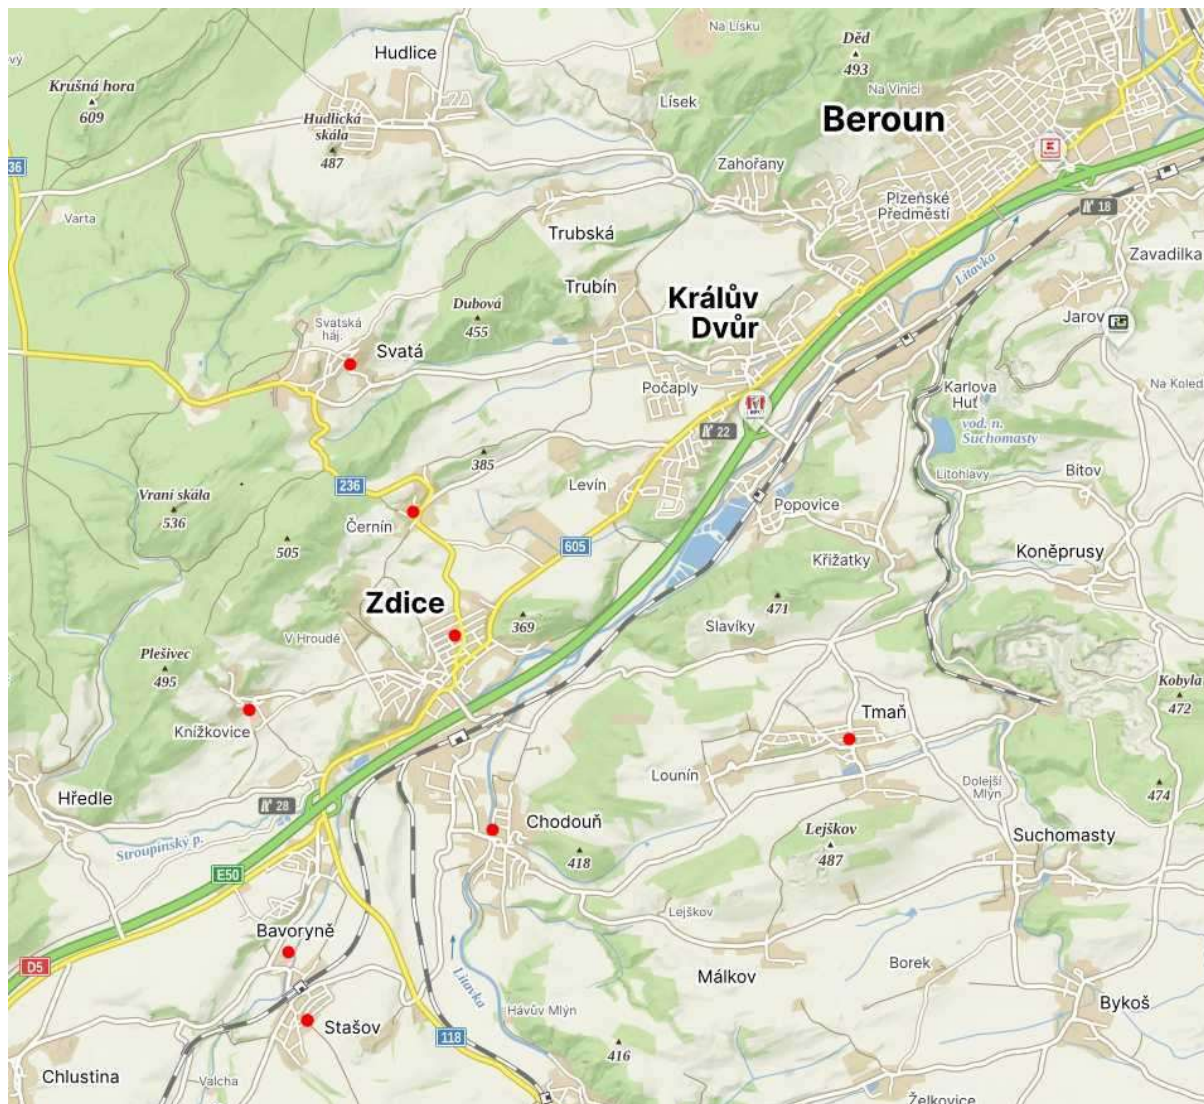 Na Lísku
Děd
493
Hudlice
Krušná hora
609
Na Vinici
Lísek
Beroun
Hudlická
skála
487
36
Zahořany
Plzeňské
Předměstí
18
Varta
Trubská
Zavadilka
Litavka
Trubín
Králův
Dvůr
Dubová
455
Jarov
Svatská
háj.
Svatá
Počaply
Karlova
Huť
Na Koled
vod. n.
Suchomasty
22
385
Levín
Litohlavy
Bítov
236
Vraní skála
536
Popovice
Černín
505
605
Křižatky
Koněprusy
Zdice
369
471
V Hroudě
Slavíky
Plešivec
495
Kobyla
472
Knížkovice
Tmaň
Lounín
Dolejší
Mlýn
474
Hředle
28
Chodouň
Lejškov
487
Suchomasty
Stroupínský p.
418
E50
Lejškov
Bavoryně
D5
Litavka
Málkov
Borek
Bykoš
Stašov
Hávův Mlýn
118
416
Chlustina
Valcha
Želkovice